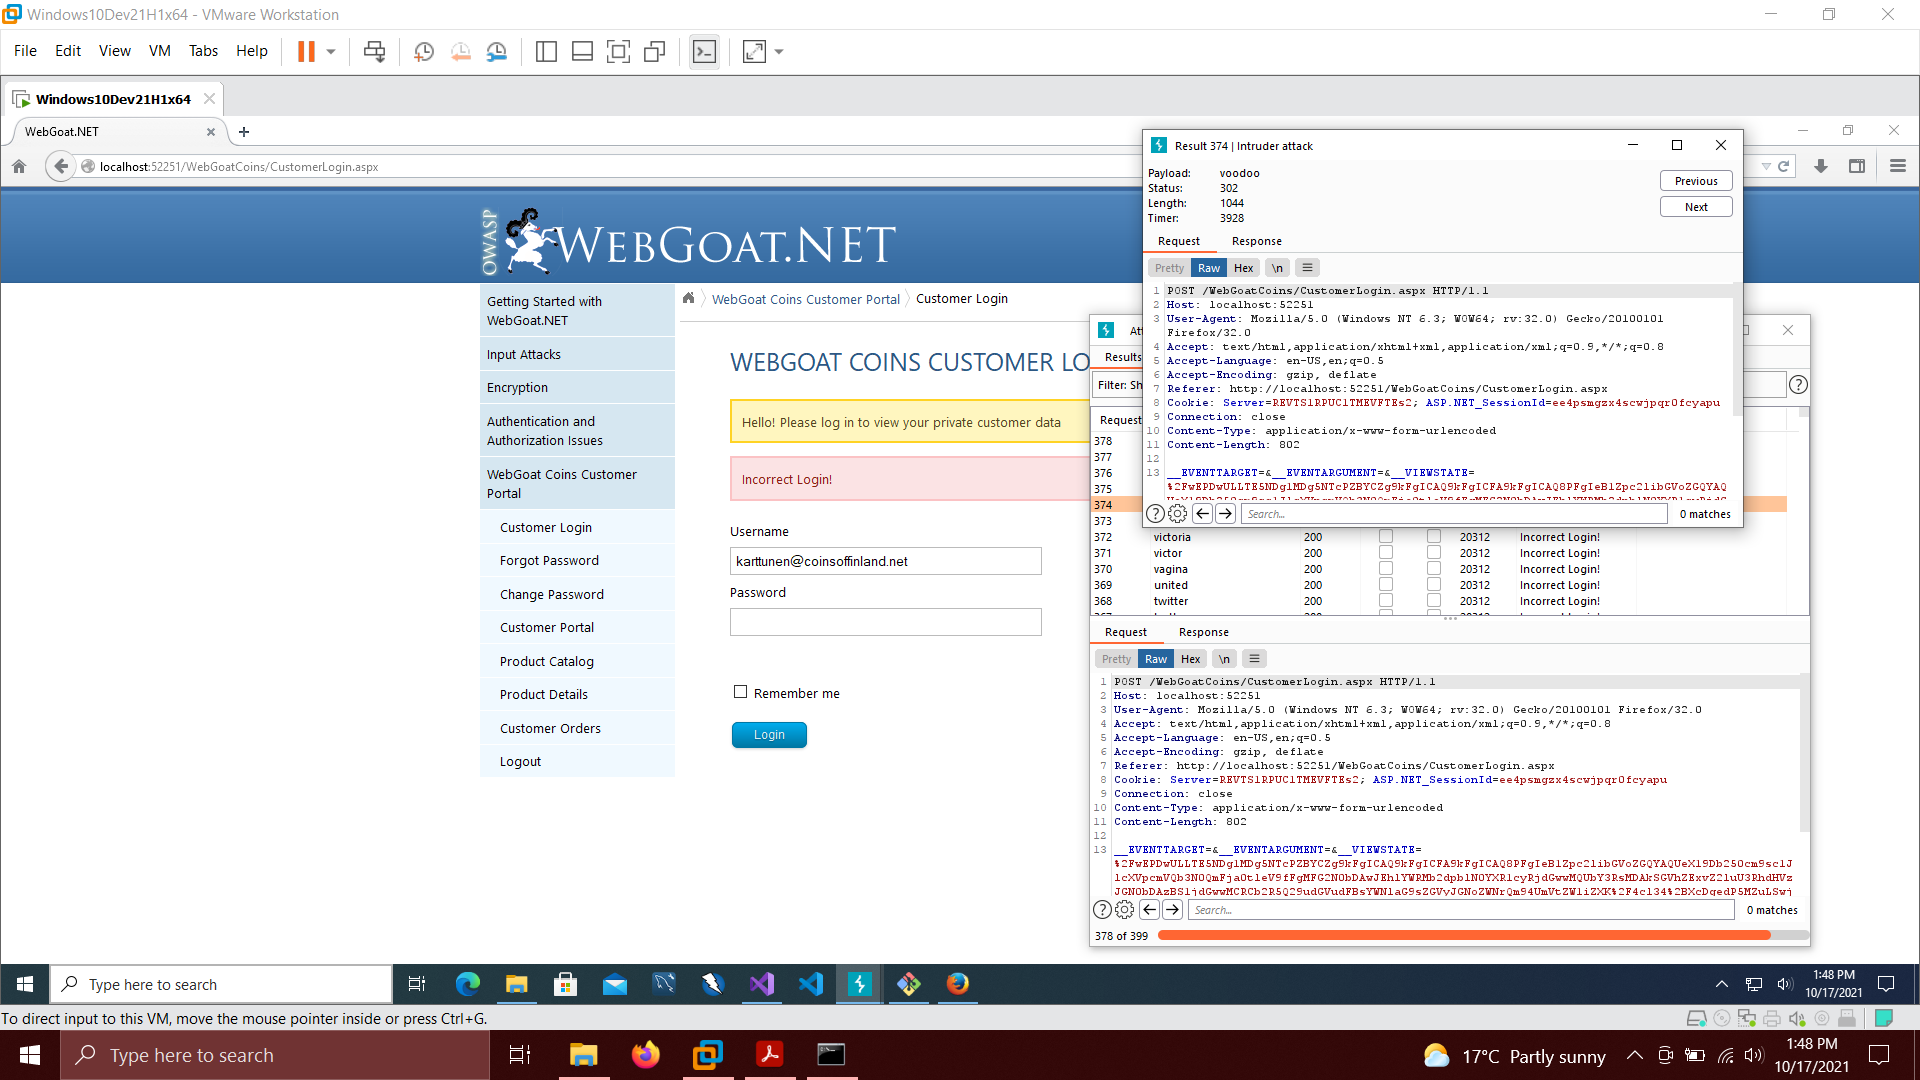 Windows10Dev21H1x64 - VMware Workstation
File Edit View VM Tabs Help
Windows10Dev21H1x64
WebGoat.NET
localhost:52251/WebGoatCoins/CustomerLogin.aspx
OWASP WEBGOAT.NET
Getting Started with
WebGoat.NET
Input Attacks
Encryption
Authentication and
Authorization Issues
WebGoat Coins Customer
Portal
Customer Login
Forgot Password
Change Password
Customer Portal
Product Catalog
Product Details
Customer Orders
Logout
WebGoat Coins Customer Portal Customer Login
WEBGOAT COINS CUSTOMER LO
Hello! Please log in to view your private customer data
Incorrect Login!
Username
karttunen@coinsoffinland.net
Password
Remember me
Login
Result 374 | Intruder attack
Payload: voodoo
Status: 302
Length: 1044
Timer: 3928
Previous
Next
Request Response
Pretty Raw Hex \n
1 POST /WebGoatCoins/CustomerLogin.aspx HTTP/1.1
2 Host: localhost:52251
3 User-Agent: Mozilla/5.0 (Windows NT 6.3; WOW64; rv:32.0) Gecko/20100101
Firefox/32.0
4 Accept: text/html,application/xhtml+xml,application/xml;q=0.9,*/*;q=0.8
5 Accept-Language: en-US,en;q=0.5
6 Accept-Encoding: gzip, deflate
7 Referer: http://localhost:52251/WebGoatCoins/CustomerLogin.aspx
8 Cookie: Server=REVTS1RPUC1TMEVFTEs2; ASP.NET_SessionId=ee4psmgzx4scwjpqr0fcyapu
9 Connection: close
10 Content-Type: application/x-www-form-urlencoded
11 Content-Length: 802
12
13 __EVENTTARGET=&__EVENTARGUMENT=&__VIEWSTATE=
Search...
0 matches
Att
Results
Filter: Sh
Request
378
377
376
375
374
373
372 victoria 200 20312 Incorrect Login!
371 victor 200 20312 Incorrect Login!
370 vagina 200 20312 Incorrect Login!
369 united 200 20312 Incorrect Login!
368 twitter 200 20312 Incorrect Login!
Request Response
Pretty Raw Hex \n
1 POST /WebGoatCoins/CustomerLogin.aspx HTTP/1.1
2 Host: localhost:52251
3 User-Agent: Mozilla/5.0 (Windows NT 6.3; WOW64; rv:32.0) Gecko/20100101 Firefox/32.0
4 Accept: text/html,application/xhtml+xml,application/xml;q=0.9,*/*;q=0.8
5 Accept-Language: en-US,en;q=0.5
6 Accept-Encoding: gzip, deflate
7 Referer: http://localhost:52251/WebGoatCoins/CustomerLogin.aspx
8 Cookie: Server=REVTS1RPUC1TMEVFTEs2; ASP.NET_SessionId=ee4psmgzx4scwjpqr0fcyapu
9 Connection: close
10 Content-Type: application/x-www-form-urlencoded
11 Content-Length: 802
12
13 __EVENTTARGET=&__EVENTARGUMENT=&__VIEWSTATE=
Search...
0 matches
378 of 399
Type here to search
1:48 PM
10/17/2021
To direct input to this VM, move the mouse pointer inside or press Ctrl+G.
Type here to search
17°C Partly sunny
1:48 PM
10/17/2021